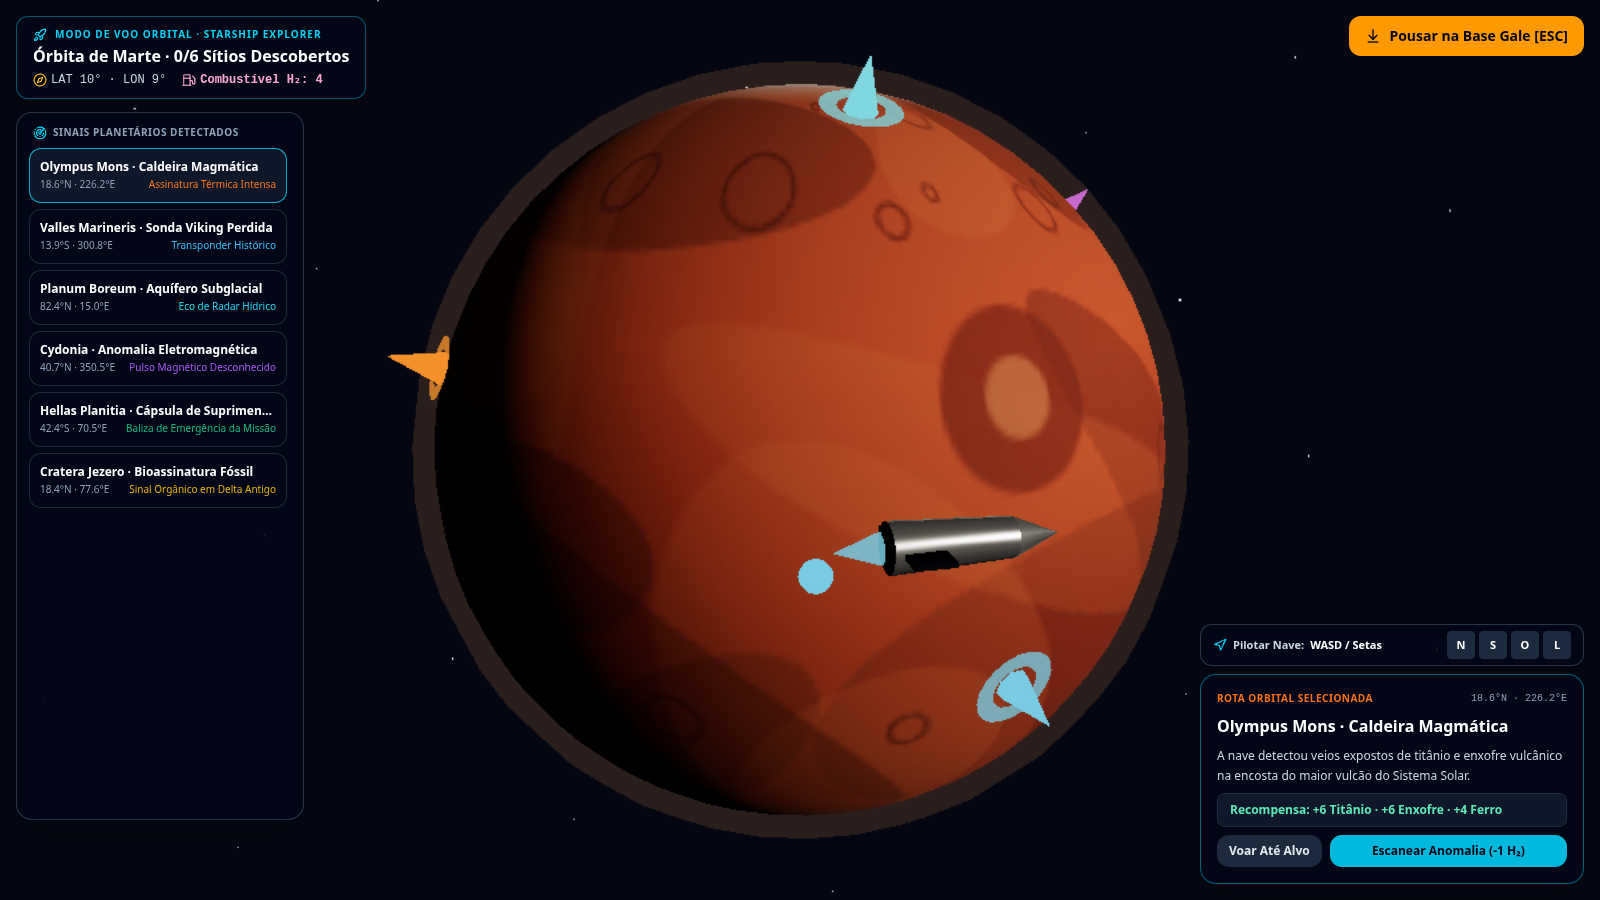 MODO DE VOO ORBITAL · STARSHIP EXPLORER
Órbita de Marte · 0/6 Sítios Descobertos
LAT 10° · LON 9° Combustível H₂: 4
Pousar na Base Gale [ESC]
SINAIS PLANETÁRIOS DETECTADOS
Olympus Mons · Caldeira Magmática
18.6°N · 226.2°E Assinatura Térmica Intensa
Valles Marineris · Sonda Viking Perdida
13.9°S · 300.8°E Transponder Histórico
Planum Boreum · Aquífero Subglacial
82.4°N · 15.0°E Eco de Radar Hídrico
Cydonia · Anomalia Eletromagnética
40.7°N · 350.5°E Pulso Magnético Desconhecido
Hellas Planitia · Cápsula de Suprimen...
42.4°S · 70.5°E Baliza de Emergência da Missão
Cratera Jezero · Bioassinatura Fóssil
18.4°N · 77.6°E Sinal Orgânico em Delta Antigo
Pilotar Nave: WASD / Setas N S O L
ROTA ORBITAL SELECIONADA 18.6°N · 226.2°E
Olympus Mons · Caldeira Magmática
A nave detectou veios expostos de titânio e enxofre vulcânico
na encosta do maior vulcão do Sistema Solar.
Recompensa: +6 Titânio · +6 Enxofre · +4 Ferro
Voar Até Alvo Escanear Anomalia (-1 H₂)